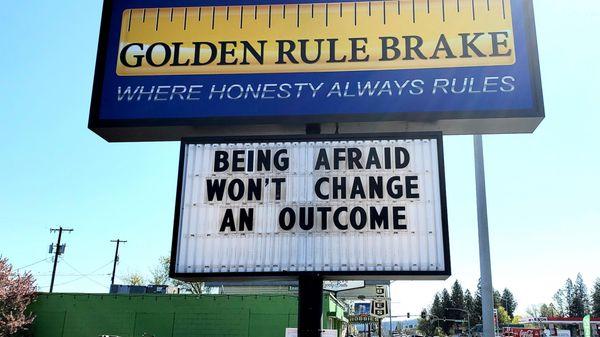 GOLDEN RULE BRAKE
WHERE HONESTY ALWAYS RULES
BEING AFRAID
WON'T CHANGE
AN OUTCOME